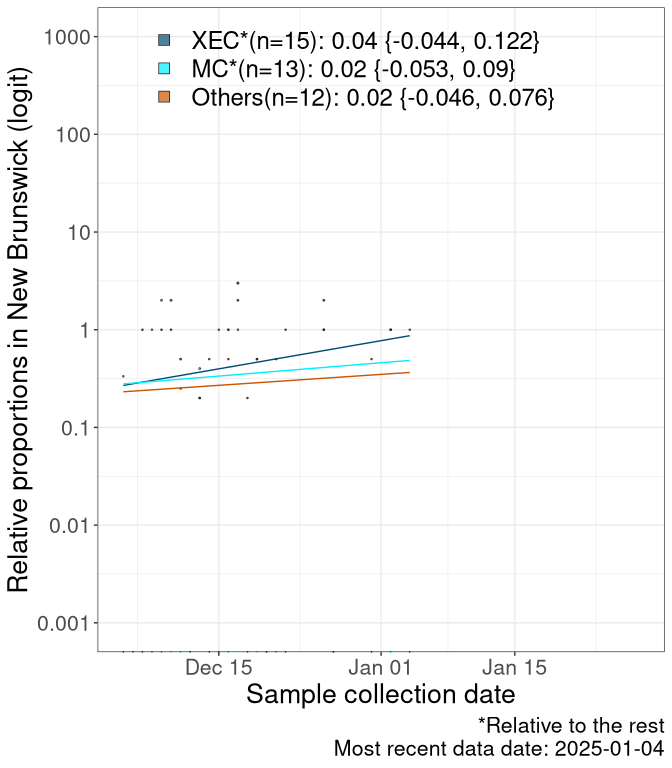 XEC*(n=15): 0.04 {-0.044, 0.122}
MC*(n=13): 0.02 {-0.053, 0.09}
Others(n=12): 0.02 {-0.046, 0.076}
Relative proportions in New Brunswick (logit)
1000
100
10
1
0.1
0.01
0.001
Dec 15
Jan 01
Jan 15
Sample collection date
*Relative to the rest
Most recent data date: 2025-01-04